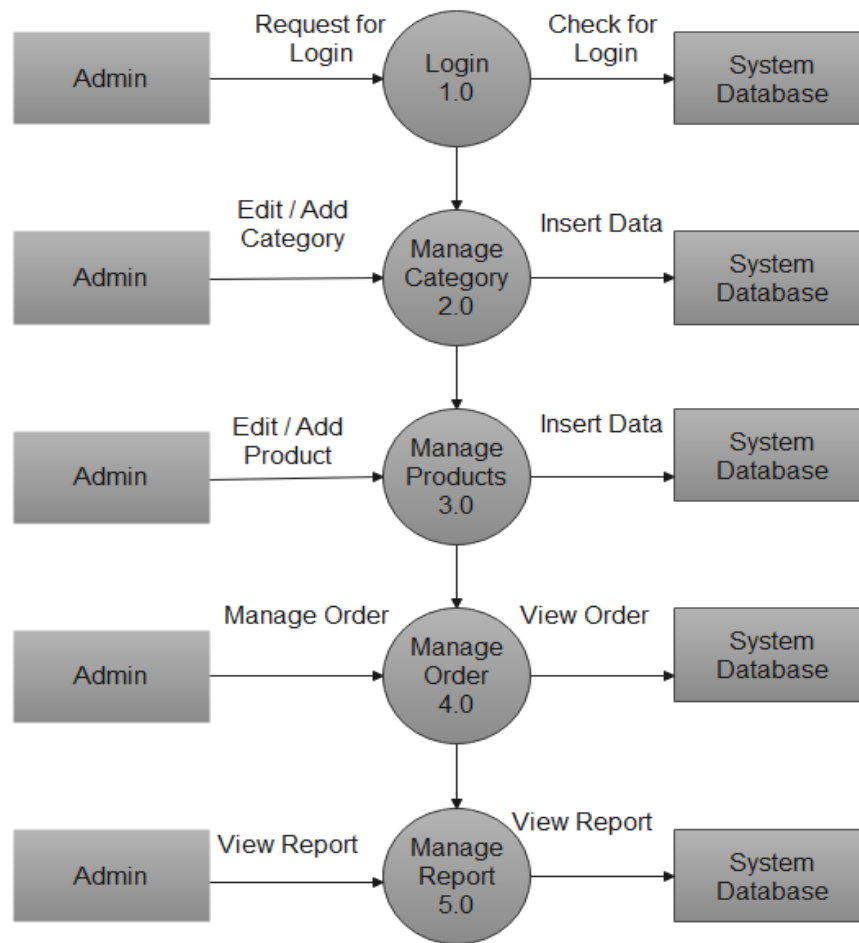 Request for
Login
Check for
Login
Admin
Login
1.0
System
Database
Edit / Add
Category
Insert Data
Admin
Manage
Category
2.0
System
Database
Edit / Add
Product
Insert Data
Admin
Manage
Products
3.0
System
Database
Manage Order
View Order
Admin
Manage
Order
4.0
System
Database
View Report
View Report
Admin
Manage
Report
5.0
System
Database